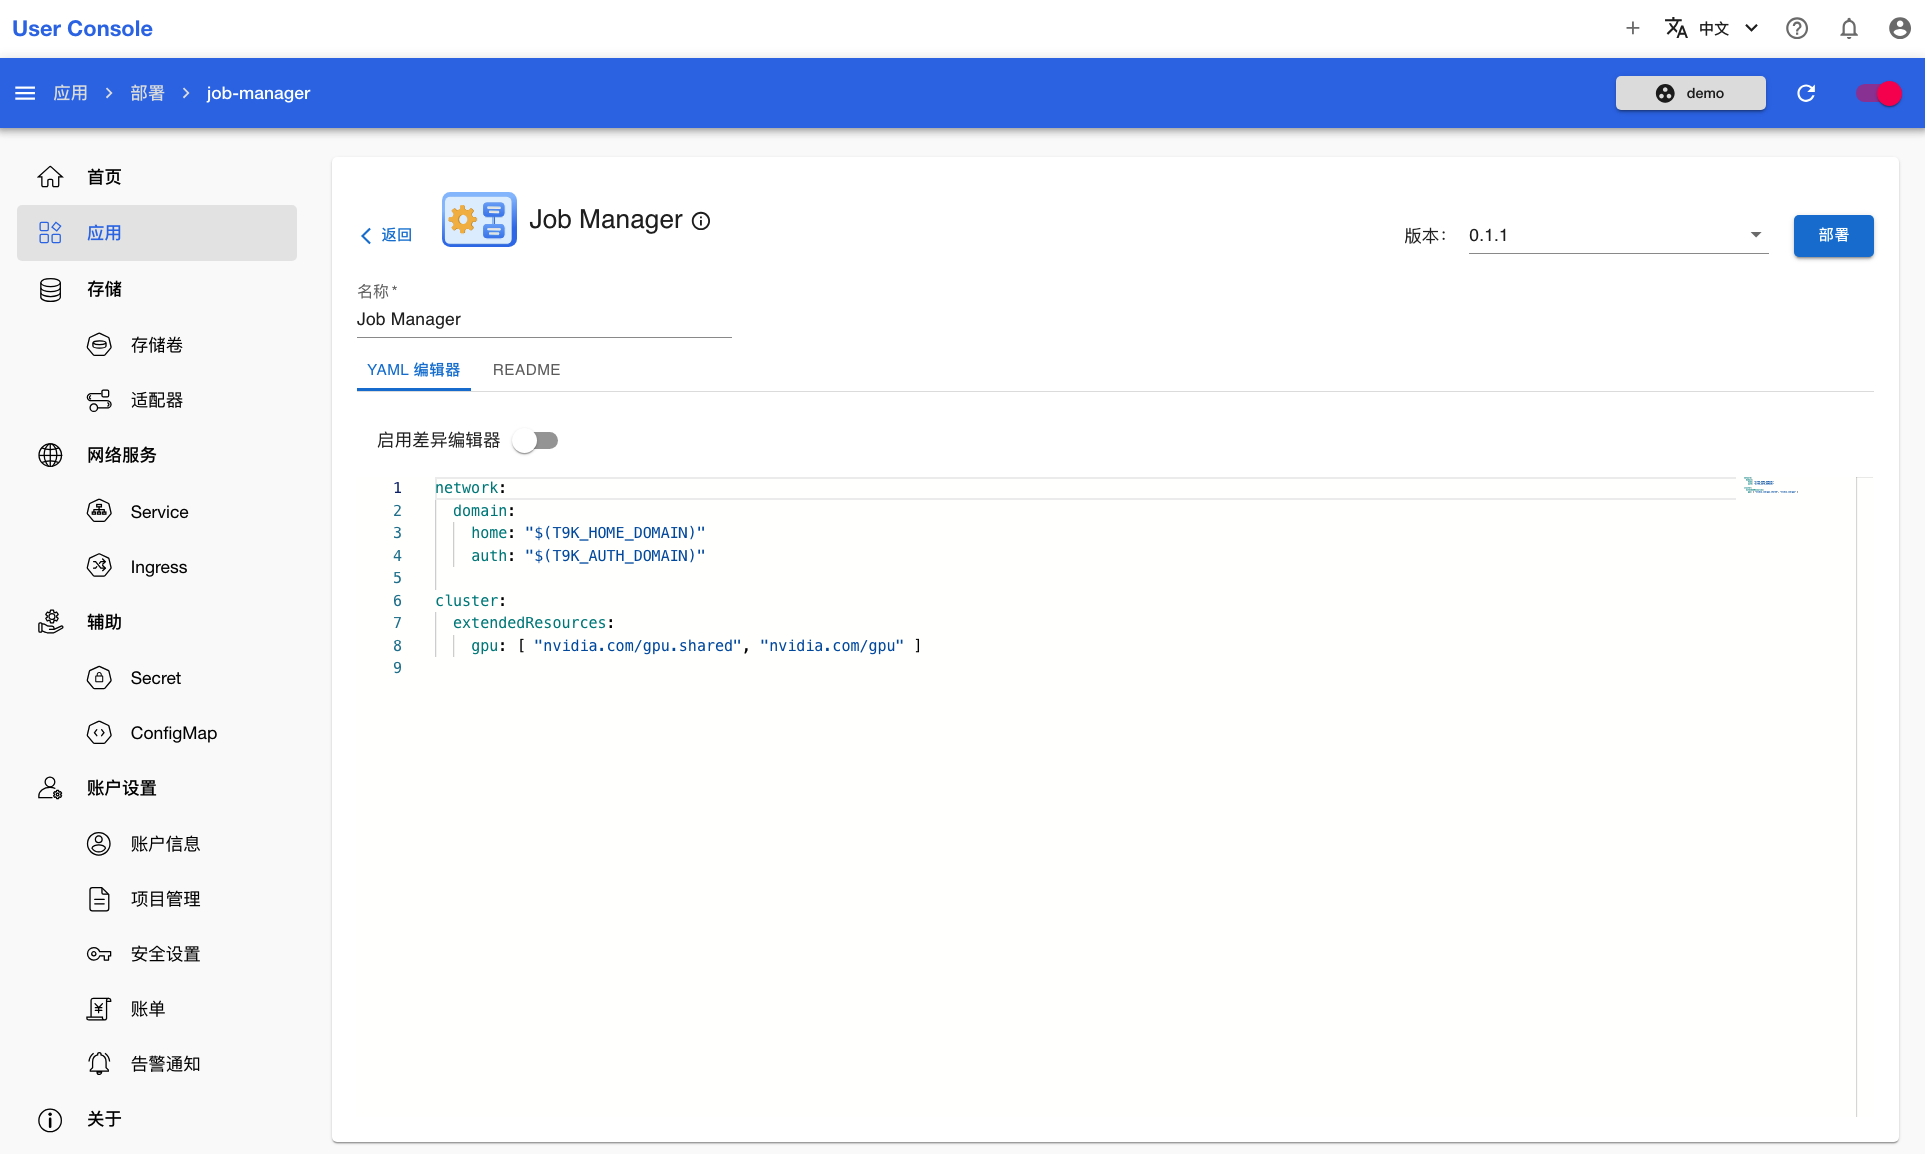 User Console
中文
应用
部署
job-manager
demo
首页
应用
存储
存储卷
适配器
网络服务
Service
Ingress
辅助
Secret
ConfigMap
账户设置
账户信息
项目管理
安全设置
账单
告警通知
关于
返回
Job Manager
版本：
0.1.1
部署
名称 *
Job Manager
YAML 编辑器
README
启用差异编辑器
1 network:
2 domain:
3 home: "$(T9K_HOME_DOMAIN)"
4 auth: "$(T9K_AUTH_DOMAIN)"
5
6 cluster:
7 extendedResources:
8 gpu: [ "nvidia.com/gpu.shared", "nvidia.com/gpu" ]
9